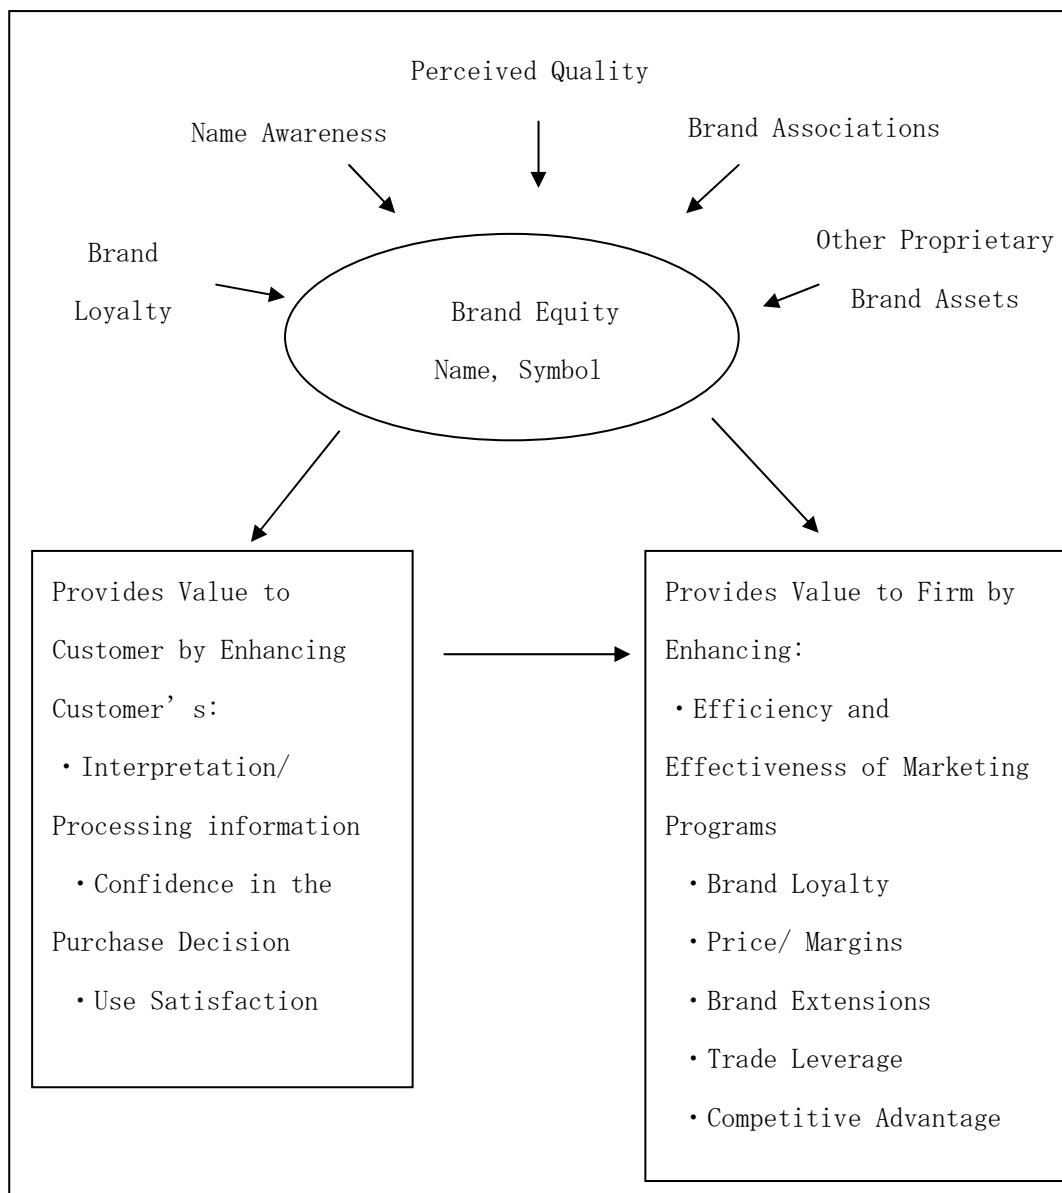 Perceived Quality
Name Awareness
Brand Associations
Brand
Loyalty
Other Proprietary
Brand Assets
Brand Equity
Name, Symbol
Provides Value to
Customer by Enhancing
Customer’s:
・Interpretation/
Processing information
・Confidence in the
Purchase Decision
・Use Satisfaction
Provides Value to Firm by
Enhancing:
・Efficiency and
Effectiveness of Marketing
Programs
・Brand Loyalty
・Price/ Margins
・Brand Extensions
・Trade Leverage
・Competitive Advantage